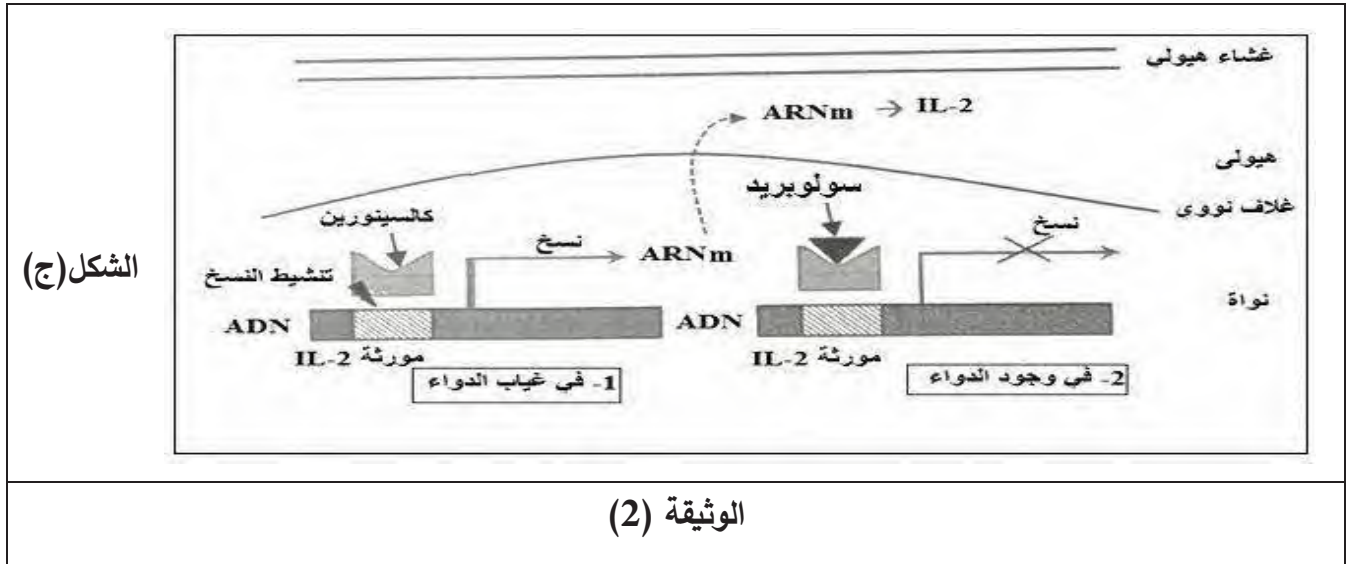 غشاء هيولي
ARNm → IL-2
هيولى
سولوبريد
غلاف نووي
كالسينورين
نسخ
نسخ
ARNm
الشكل(ج)
تنشيط النسخ
نواة
ADN
ADN
مورثة IL-2
مورثة IL-2
1- في غياب الدواء
2- في وجود الدواء
الوثيقة (2)